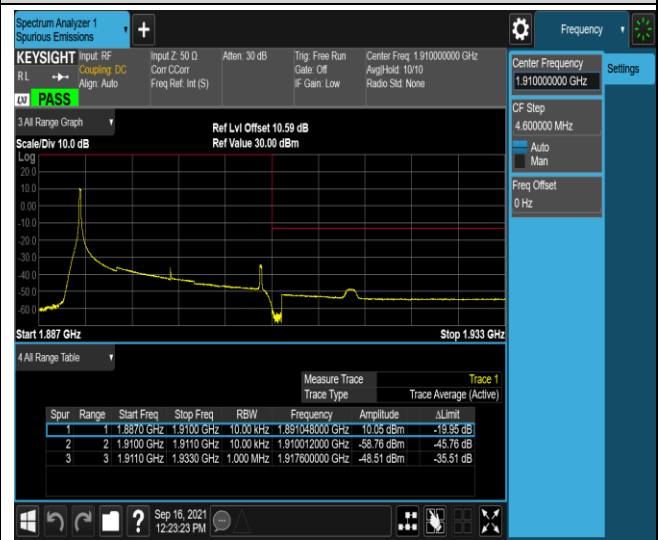 Spectrum Analyzer 1
Spurious Emissions
Frequency
KEYSIGHT Input: RF Input Z: 50 Ω Atten: 30 dB Trig: Free Run Center Freq: 1.910000000 GHz
RL Coupling: DC Corr CCorr Gate: Off Avg|Hold: 10/10
Align: Auto Freq Ref: Int (S) IF Gain: Low Radio Std: None
LXI PASS
Center Frequency
1.910000000 GHz
Settings
CF Step
4.600000 MHz
Auto
Man
Freq Offset
0 Hz
3 All Range Graph
Ref Lvl Offset 10.59 dB
Scale/Div 10.0 dB Ref Value 30.00 dBm
Log
20.0
10.0
0.00
-10.0
-20.0
-30.0
-40.0
-50.0
-60.0
Start 1.887 GHz Stop 1.933 GHz
4 All Range Table
Measure Trace Trace 1
Trace Type Trace Average (Active)
Spur Range Start Freq Stop Freq RBW Frequency Amplitude ΔLimit
1 1 1.8870 GHz 1.9100 GHz 10.00 kHz 1.891048000 GHz 10.05 dBm -19.95 dB
2 2 1.9100 GHz 1.9110 GHz 10.00 kHz 1.910012000 GHz -58.76 dBm -45.76 dB
3 3 1.9110 GHz 1.9330 GHz 1.000 MHz 1.917600000 GHz -48.51 dBm -35.51 dB
Sep 16, 2021
12:23:23 PM